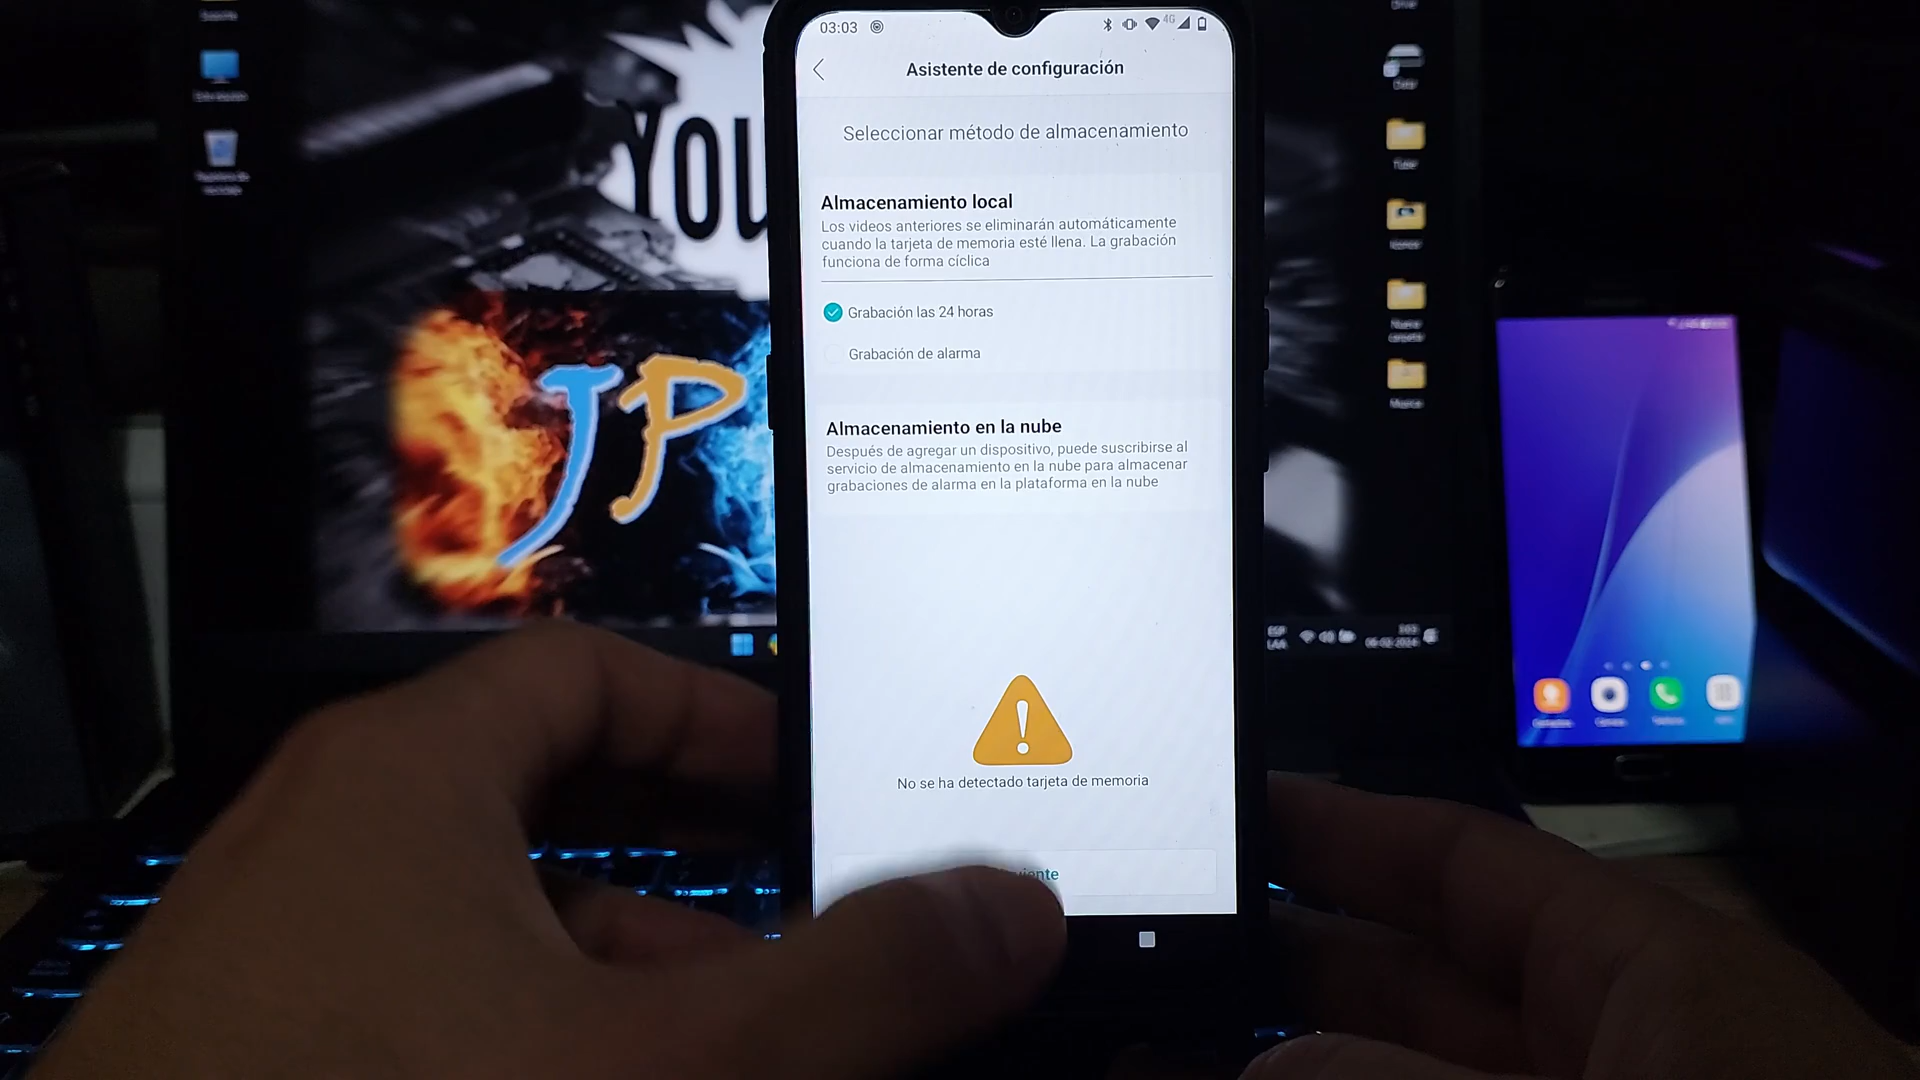 03:03
4G
Asistente de configuración
Seleccionar método de almacenamiento
Almacenamiento local
Los videos anteriores se eliminarán automáticamente
cuando la tarjeta de memoria esté llena. La grabación
funciona de forma cíclica
Grabación las 24 horas
Grabación de alarma
Almacenamiento en la nube
Después de agregar un dispositivo, puede suscribirse al
servicio de almacenamiento en la nube para almacenar
grabaciones de alarma en la plataforma en la nube
No se ha detectado tarjeta de memoria
YOU
JP
ESP
LAA